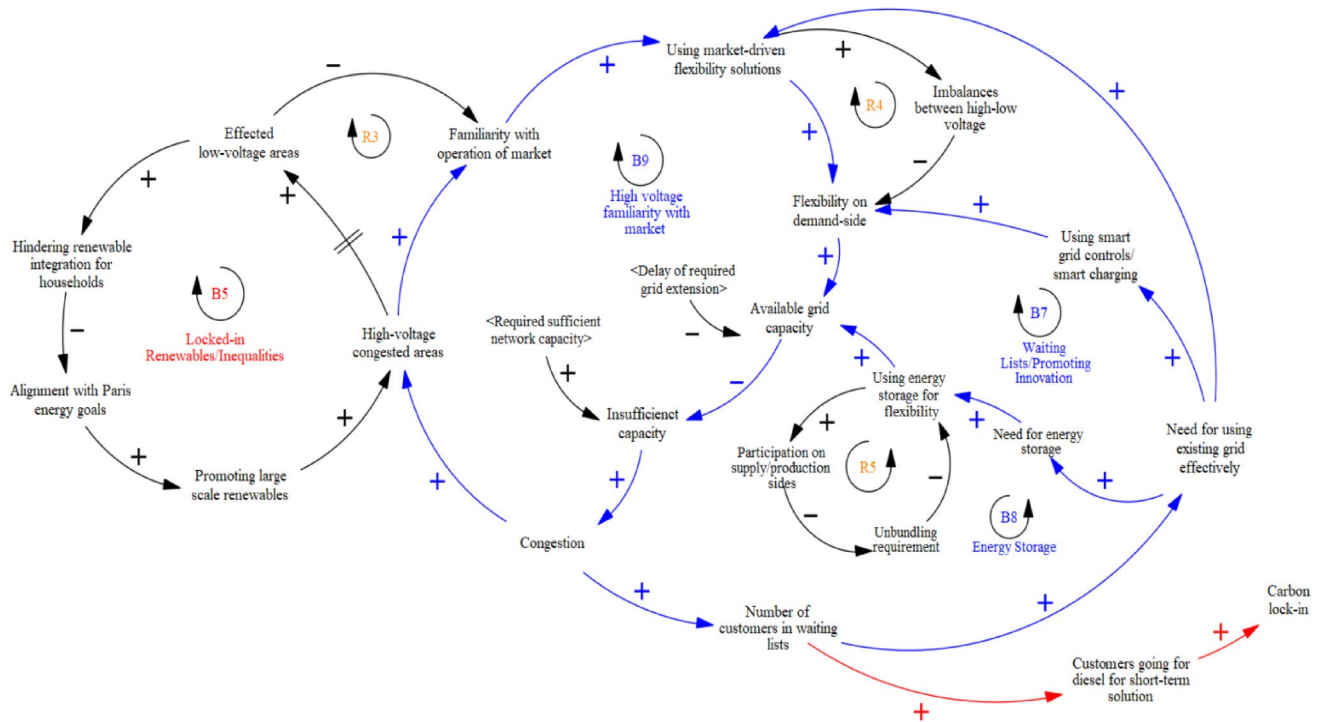 Using market-driven
flexibility solutions
+
+
−
+
+
R4
Imbalances
between high-low
voltage
Effected
low-voltage areas
R3
Familiarity with
operation of market
+
B9
High voltage
familiarity with
market
−
+
+
Flexibility on
demand-side
+
Using smart
grid controls/
smart charging
Hindering renewable
integration for
households
+
<Delay of required
grid extension>
+
B5
Locked-in
Renewables/Inequalities
−
High-voltage
congested areas
<Required sufficient
network capacity>
−
Available grid
capacity
B7
Waiting
Lists/Promoting
Innovation
+
+
−
+
Using energy
storage for
flexibility
Alignment with Paris
energy goals
+
Insufficienct
capacity
+
+
Need for energy
storage
Need for using
existing grid
effectively
+
Promoting large
scale renewables
+
+
Participation on
supply/production
sides
R5
−
+
−
Unbundling
requirement
B8
Energy Storage
Congestion
+
+
Number of
customers in waiting
lists
Carbon
lock-in
+
Customers going for
diesel for short-term
solution
+